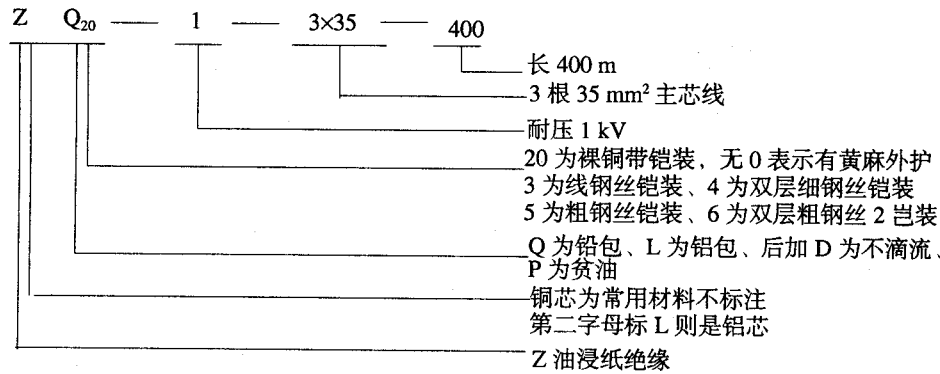 Z Q₂₀ — 1 — 3×35 — 400
长 400 m
3 根 35 mm² 主芯线
耐压 1 kV
20 为裸铜带铠装，无 0 表示有黄麻外护
3 为线钢丝铠装、4 为双层细钢丝铠装
5 为粗钢丝铠装、6 为双层粗钢丝 2 岂装
Q 为铅包、L 为铝包、后加 D 为不滴流、
P 为贫油
铜芯为常用材料不标注
第二字母标 L 则是铝芯
Z 油浸纸绝缘